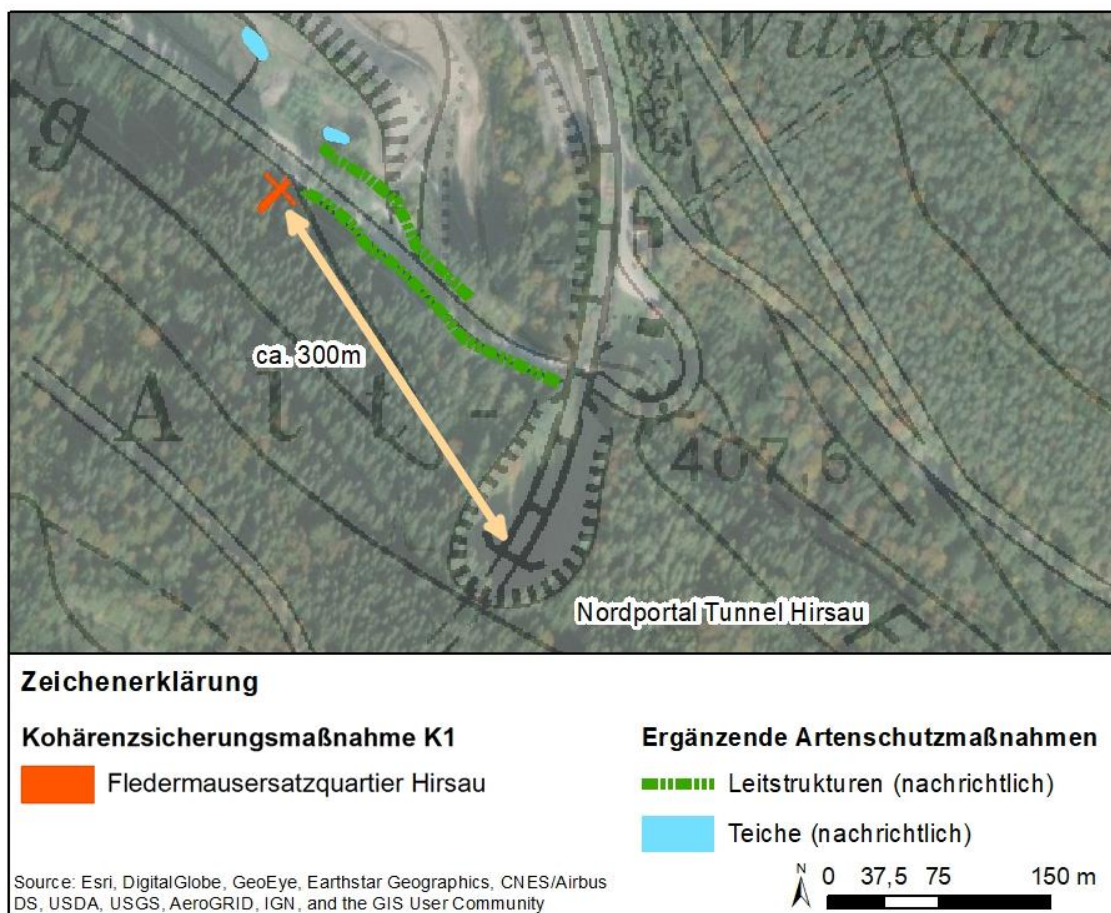 Wilhelm-
g
ca. 300m
Alt-
407,6
Nordportal Tunnel Hirsau
Zeichenerklärung
Kohärenzsicherungsmaßnahme K1
Fledermausersatzquartier Hirsau
Ergänzende Artenschutzmaßnahmen
Leitstrukturen (nachrichtlich)
Teiche (nachrichtlich)
Source: Esri, DigitalGlobe, GeoEye, Earthstar Geographics, CNES/Airbus
DS, USDA, USGS, AeroGRID, IGN, and the GIS User Community
N
0 37,5 75 150 m